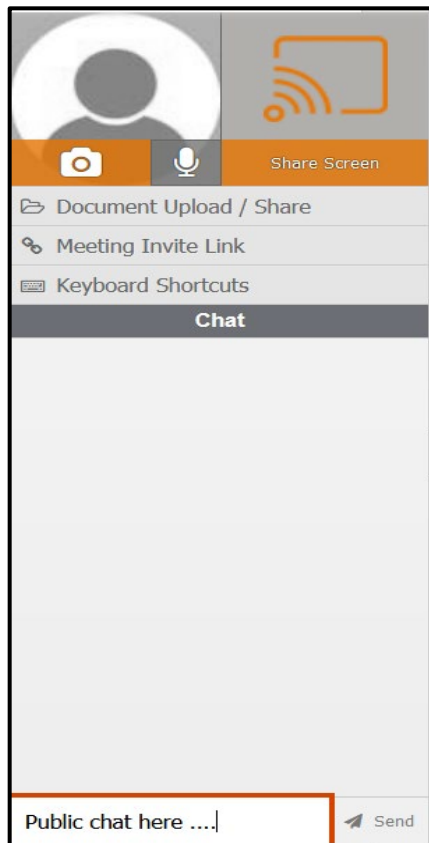 Share Screen
Document Upload / Share
Meeting Invite Link
Keyboard Shortcuts
Chat
Public chat here ....
Send